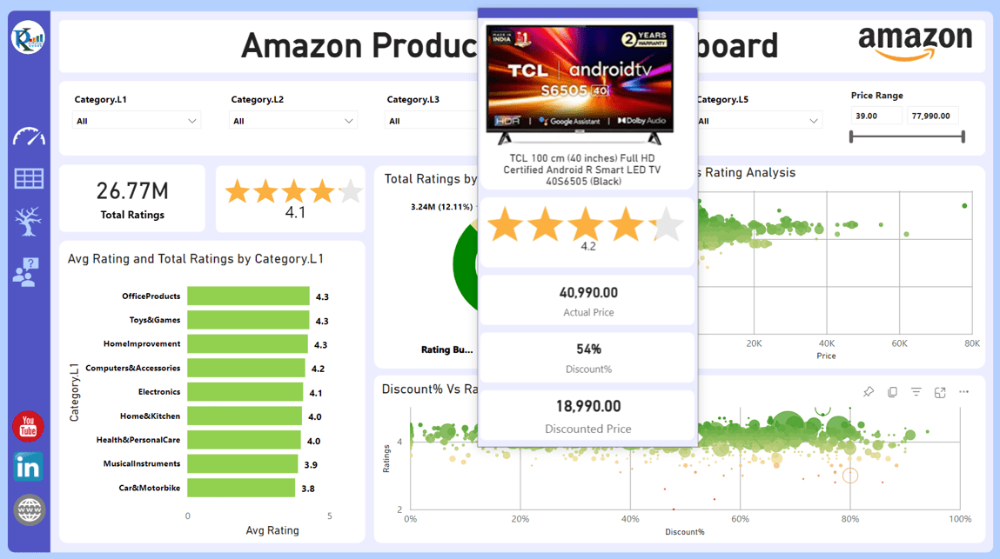 Amazon Produc
board
amazon
Category.L1
Category.L2
Category.L3
Category.L5
Price Range
All
All
All
All
39.00
77,990.00
MADE IN
INDIA
2 YEARS
WARRANTY
TCL androidtv
S6505 40
HDR
Google Assistant
Dolby Audio
TCL 100 cm (40 inches) Full HD
Certified Android R Smart LED TV
40S6505 (Black)
4.2
40,990.00
Actual Price
54%
Discount%
18,990.00
Discounted Price
26.77M
Total Ratings
4.1
Total Ratings by
3.24M (12.11%)
Rating Bu...
s Rating Analysis
20K
40K
60K
80K
Price
Avg Rating and Total Ratings by Category.L1
Category.L1
OfficeProducts
4.3
Toys&Games
4.3
HomeImprovement
4.3
Computers&Accessories
4.2
Electronics
4.1
Home&Kitchen
4.0
Health&PersonalCare
4.0
MusicalInstruments
3.9
Car&Motorbike
3.8
0
5
Avg Rating
Discount% Vs Ra
Ratings
4
2
0%
20%
40%
60%
80%
100%
Discount%
You
Tube
in
www